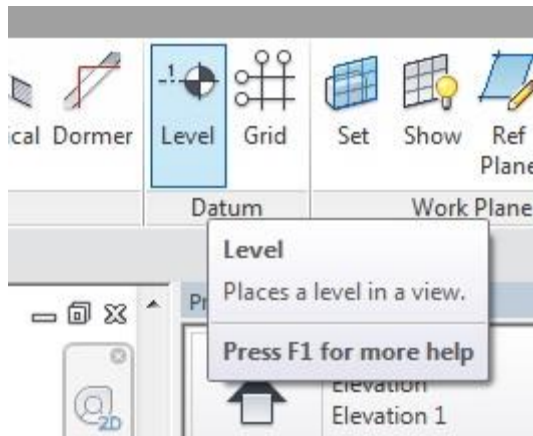 1
ical Dormer Level Grid Set Show Ref
Plane
Datum Work Plane
Level
Places a level in a view.
Press F1 for more help
Pr
2D
Elevation
Elevation 1